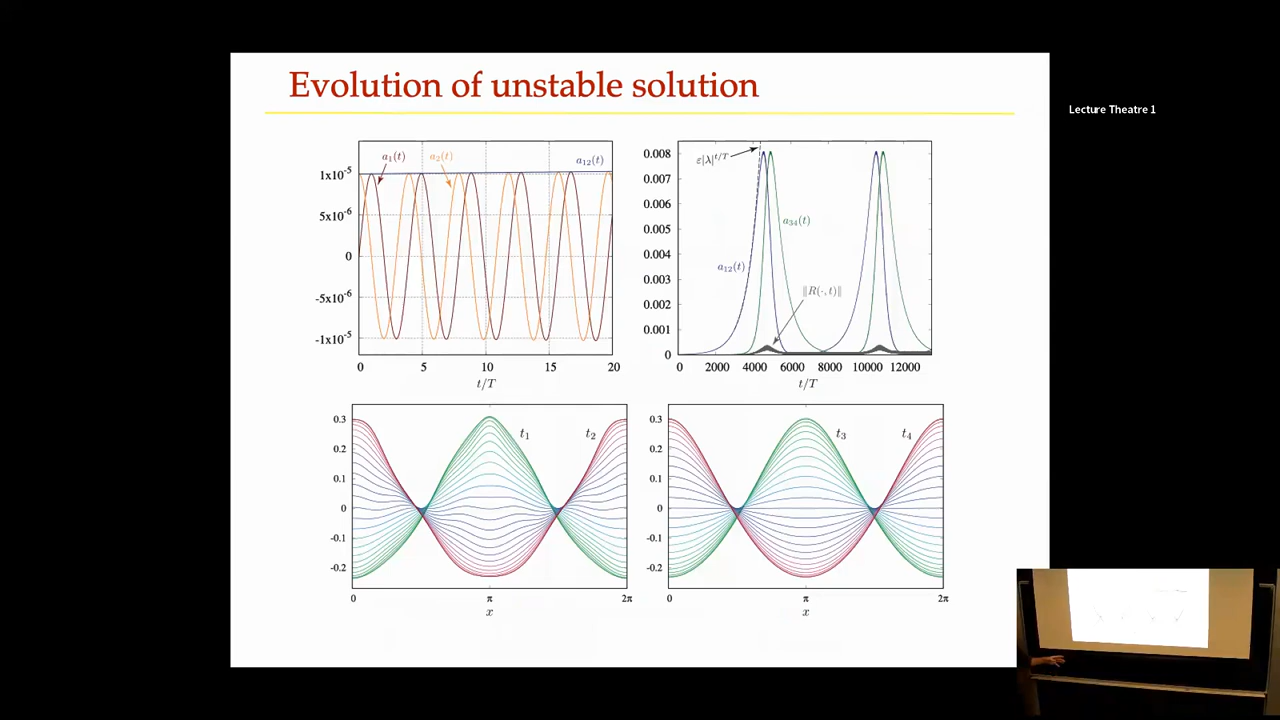 Evolution of unstable solution
Lecture Theatre 1
a₁(t)
a₂(t)
a₁₂(t)
1x10⁻⁵
5x10⁻⁶
0
-5x10⁻⁶
-1x10⁻⁵
0 5 10 15 20
t/T
ε|λ|^{t/T}
0.008
0.007
0.006
0.005
0.004
0.003
0.002
0.001
0
a₃₄(t)
a₁₂(t)
‖R(·, t)‖
0 2000 4000 6000 8000 10000 12000
t/T
0.3
0.2
0.1
0
-0.1
-0.2
t₁
t₂
0 π 2π
x
0.3
0.2
0.1
0
-0.1
-0.2
t₃
t₄
0 π 2π
x